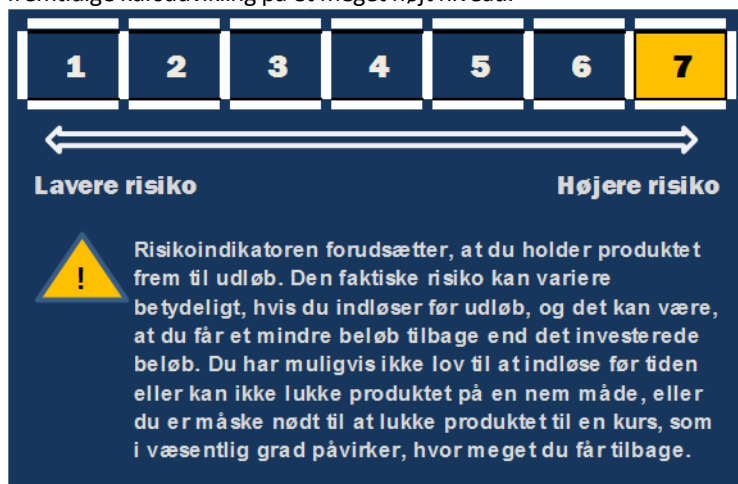 1 2 3 4 5 6 7
Lavere risiko Højere risiko
!
Risikoindikatoren forudsætter, at du holder produktet
frem til udløb. Den faktiske risiko kan variere
betydeligt, hvis du indløser før udløb, og det kan være,
at du får et mindre beløb tilbage end det investerede
beløb. Du har muligvis ikke lov til at indløse før tiden
eller kan ikke lukke produktet på en nem måde, eller
du er måske nødt til at lukke produktet til en kurs, som
i væsentlig grad påvirker, hvor meget du får tilbage.